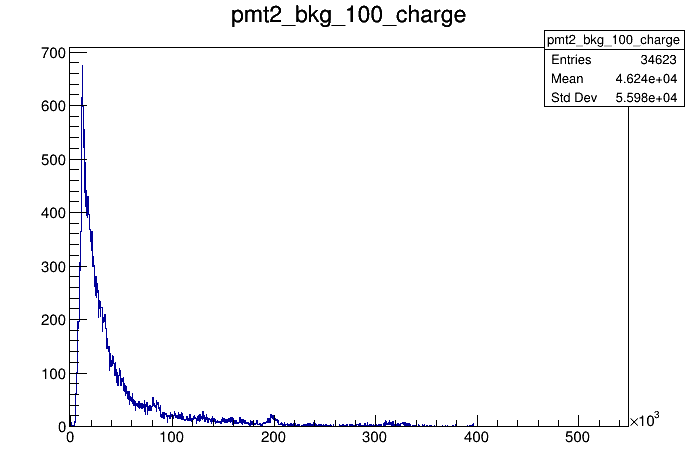 pmt2_bkg_100_charge
pmt2_bkg_100_charge
Entries 34623
Mean 4.624e+04
Std Dev 5.598e+04
700
600
500
400
300
200
100
0
0 100 200 300 400 500
×10³